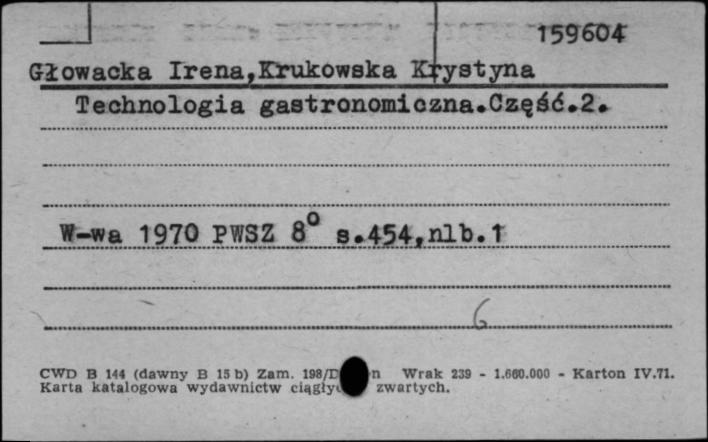 159604
Głowacka Irena,Krukowska Krystyna
Technologia gastronomiczna.Część.2.
W-wa 1970 PWSZ 8° s.454,nlb.1
6
CWD B 144 (dawny B 15 b) Zam. 198/D n Wrak 239 - 1.660.000 - Karton IV.71.
Karta katalogowa wydawnictw zwartych.